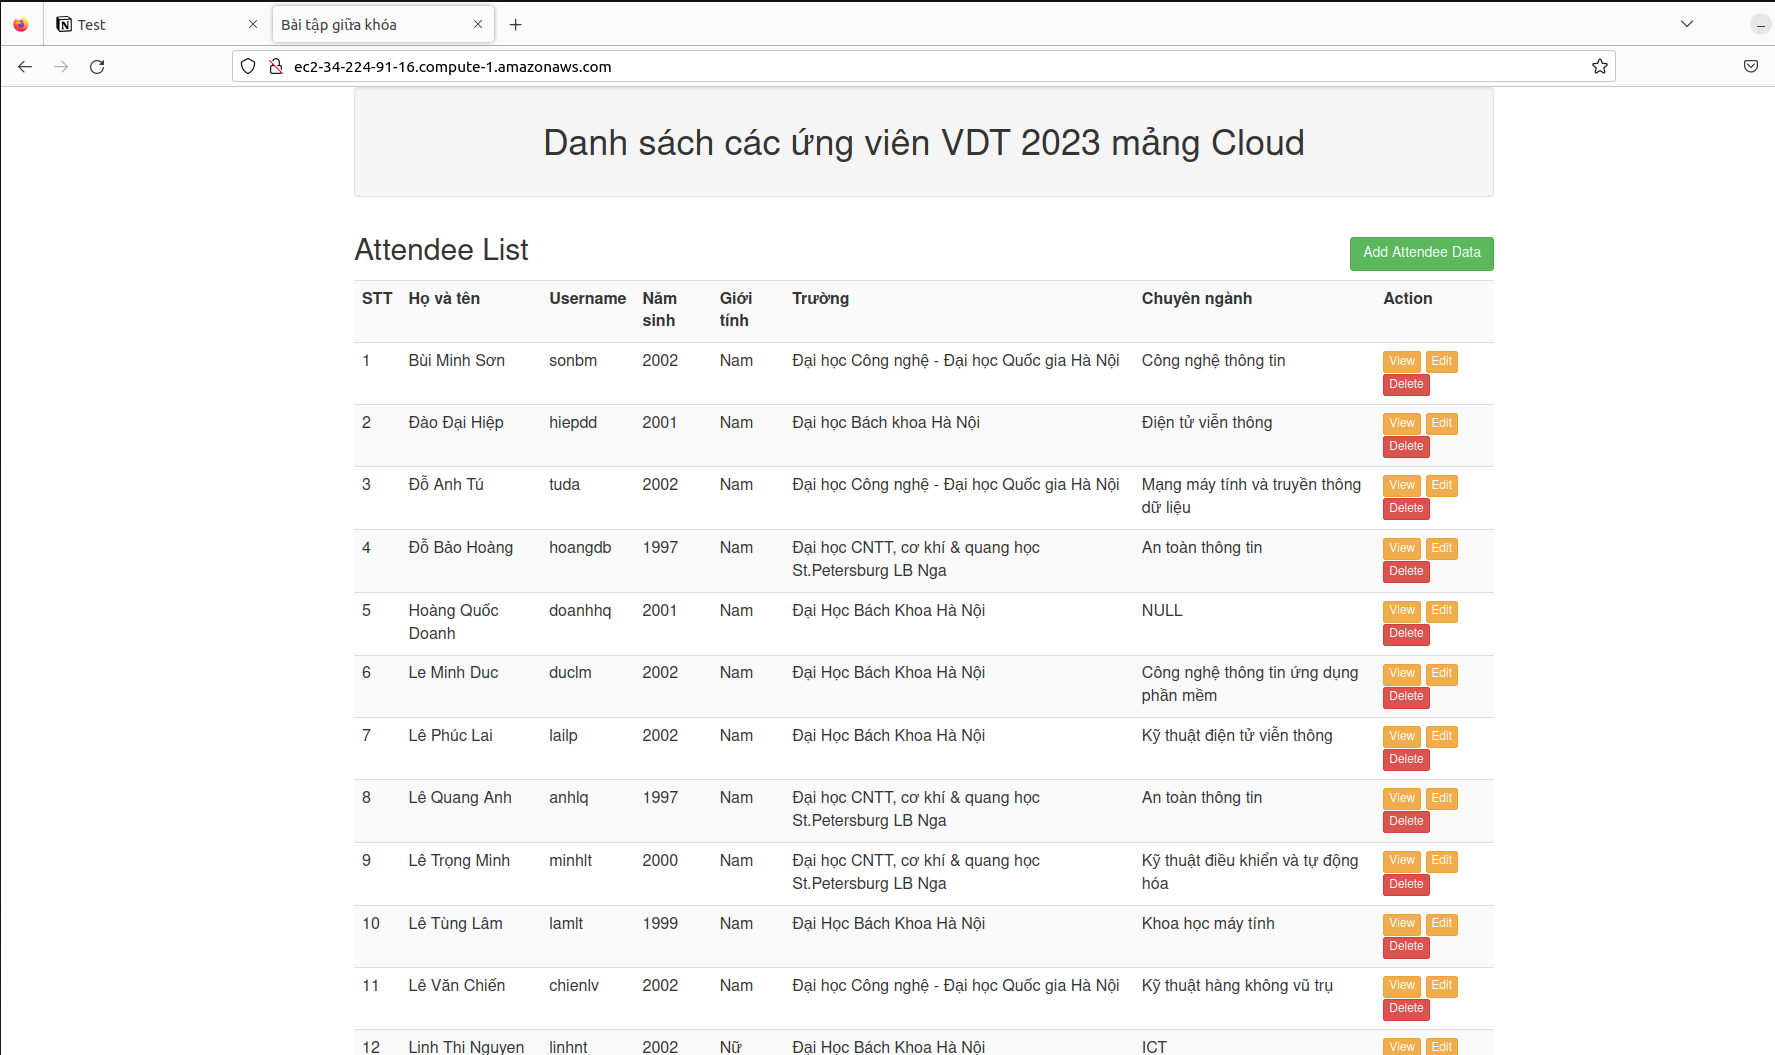 Test
Bài tập giữa khóa
ec2-34-224-91-16.compute-1.amazonaws.com
Danh sách các ứng viên VDT 2023 mảng Cloud
Attendee List
Add Attendee Data
STT Họ và tên Username Năm sinh Giới tính Trường Chuyên ngành Action
1 Bùi Minh Sơn sonbm 2002 Nam Đại học Công nghệ - Đại học Quốc gia Hà Nội Công nghệ thông tin View Edit
Delete
2 Đào Đại Hiệp hiepdd 2001 Nam Đại học Bách khoa Hà Nội Điện tử viễn thông View Edit
Delete
3 Đỗ Anh Tú tuda 2002 Nam Đại học Công nghệ - Đại học Quốc gia Hà Nội Mạng máy tính và truyền thông View Edit
dữ liệu Delete
4 Đỗ Bảo Hoàng hoangdb 1997 Nam Đại học CNTT, cơ khí & quang học An toàn thông tin View Edit
St.Petersburg LB Nga Delete
5 Hoàng Quốc doanhhq 2001 Nam Đại Học Bách Khoa Hà Nội NULL View Edit
Doanh Delete
6 Le Minh Duc duclm 2002 Nam Đại Học Bách Khoa Hà Nội Công nghệ thông tin ứng dụng View Edit
phần mềm Delete
7 Lê Phúc Lai lailp 2002 Nam Đại Học Bách Khoa Hà Nội Kỹ thuật điện tử viễn thông View Edit
Delete
8 Lê Quang Anh anhlq 1997 Nam Đại học CNTT, cơ khí & quang học An toàn thông tin View Edit
St.Petersburg LB Nga Delete
9 Lê Trọng Minh minhlt 2000 Nam Đại học CNTT, cơ khí & quang học Kỹ thuật điều khiển và tự động View Edit
St.Petersburg LB Nga hóa Delete
10 Lê Tùng Lâm lamlt 1999 Nam Đại Học Bách Khoa Hà Nội Khoa học máy tính View Edit
Delete
11 Lê Văn Chiến chienlv 2002 Nam Đại học Công nghệ - Đại học Quốc gia Hà Nội Kỹ thuật hàng không vũ trụ View Edit
Delete
12 Linh Thi Nguyen linhnt 2002 Nữ Đại Học Bách Khoa Hà Nội ICT View Edit